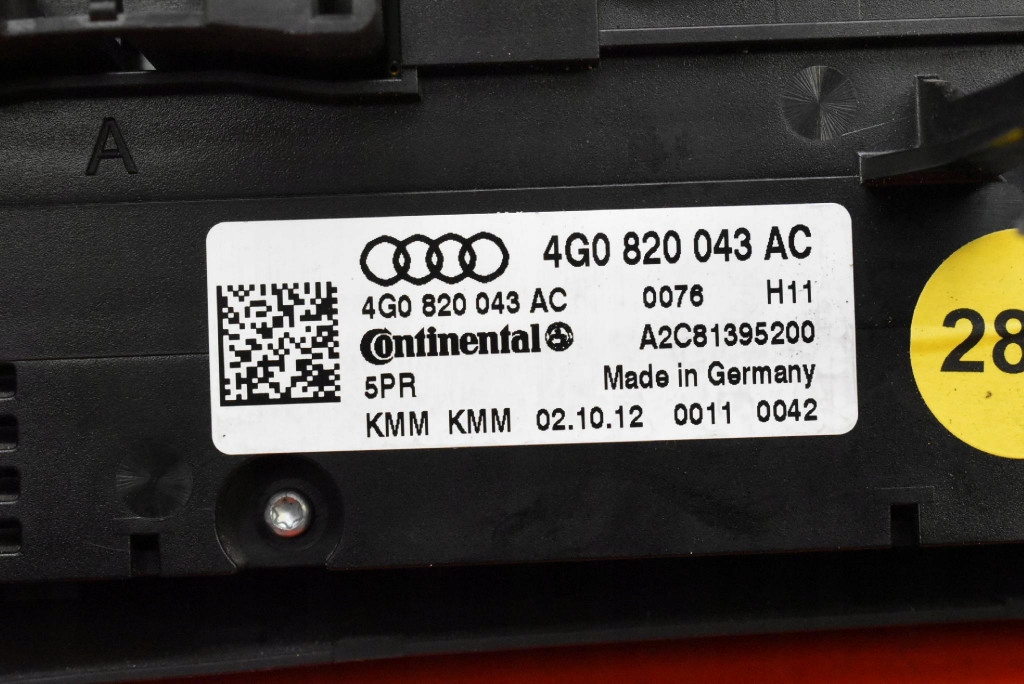 A
4G0 820 043 AC
4G0 820 043 AC 0076 H11
Continental A2C81395200
5PR Made in Germany
KMM KMM 02.10.12 0011 0042
28